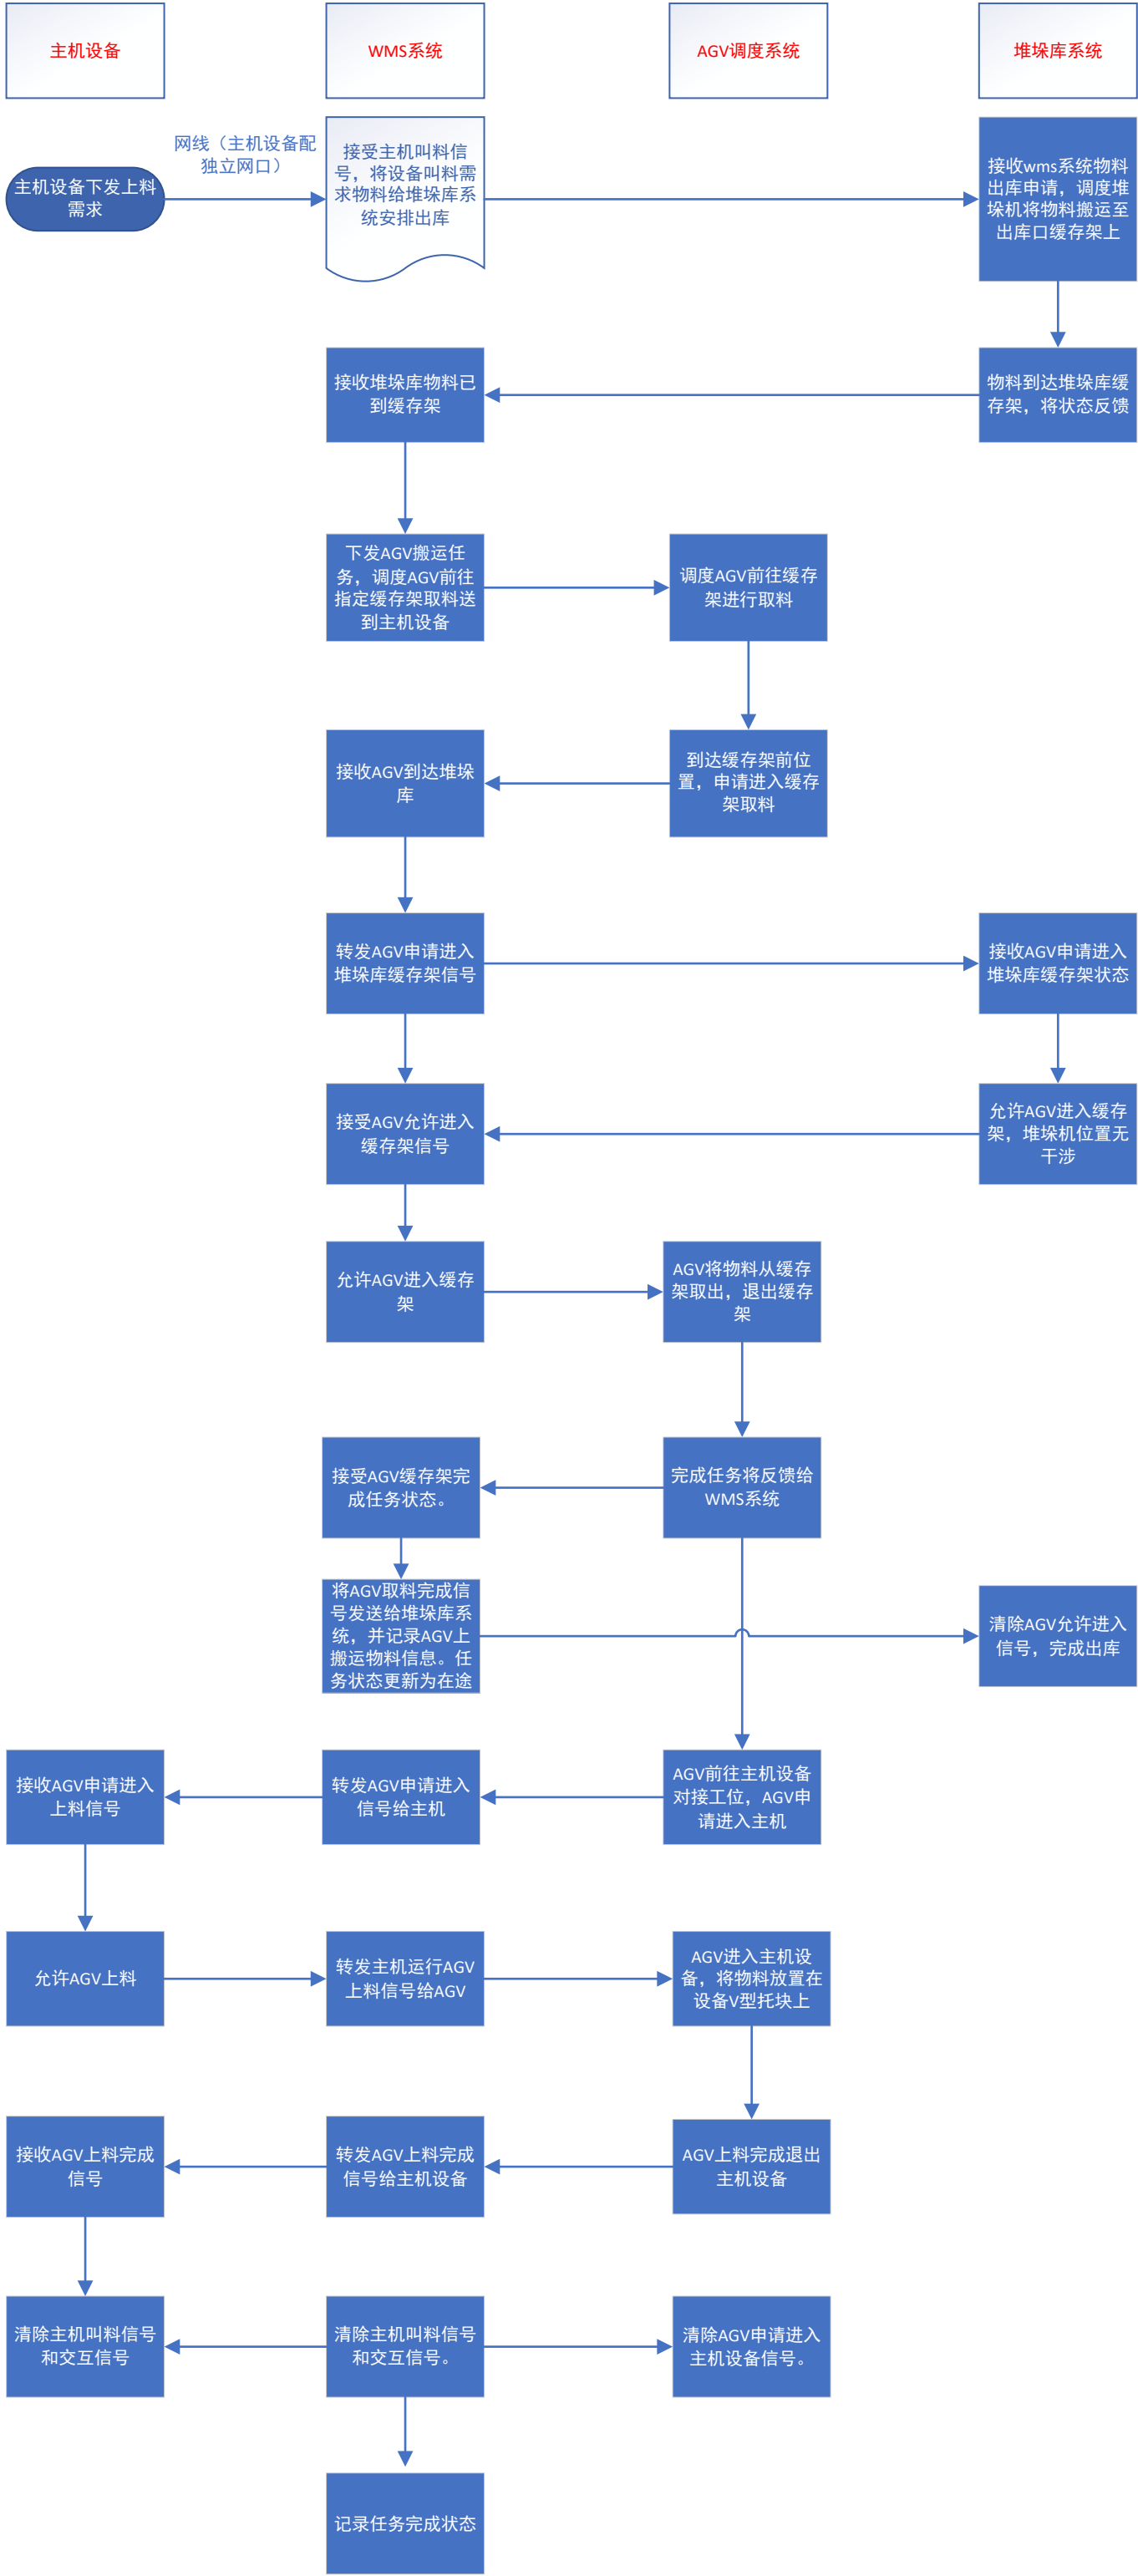 主机设备
WMS系统
AGV调度系统
堆垛库系统
主机设备下发上料
需求
网线（主机设备配
独立网口）
接受主机叫料信
号，将设备叫料需
求物料给堆垛库系
统安排出库
接收wms系统物料
出库申请，调度堆
垛机将物料搬运至
出库口缓存架上
接收堆垛库物料已
到缓存架
物料到达堆垛库缓
存架，将状态反馈
下发AGV搬运任
务，调度AGV前往
指定缓存架取料送
到主机设备
调度AGV前往缓存
架进行取料
接收AGV到达堆垛
库
到达缓存架前位
置，申请进入缓存
架取料
转发AGV申请进入
堆垛库缓存架信号
接收AGV申请进入
堆垛库缓存架状态
接受AGV允许进入
缓存架信号
允许AGV进入缓存
架，堆垛机位置无
干涉
允许AGV进入缓存
架
AGV将物料从缓存
架取出，退出缓存
架
接受AGV缓存架完
成任务状态。
完成任务将反馈给
WMS系统
将AGV取料完成信
号发送给堆垛库系
统，并记录AGV上
搬运物料信息。任
务状态更新为在途
清除AGV允许进入
信号，完成出库
接收AGV申请进入
上料信号
转发AGV申请进入
信号给主机
AGV前往主机设备
对接工位，AGV申
请进入主机
允许AGV上料
转发主机运行AGV
上料信号给AGV
AGV进入主机设
备，将物料放置在
设备V型托块上
接收AGV上料完成
信号
转发AGV上料完成
信号给主机设备
AGV上料完成退出
主机设备
清除主机叫料信号
和交互信号
清除主机叫料信号
和交互信号。
清除AGV申请进入
主机设备信号。
记录任务完成状态